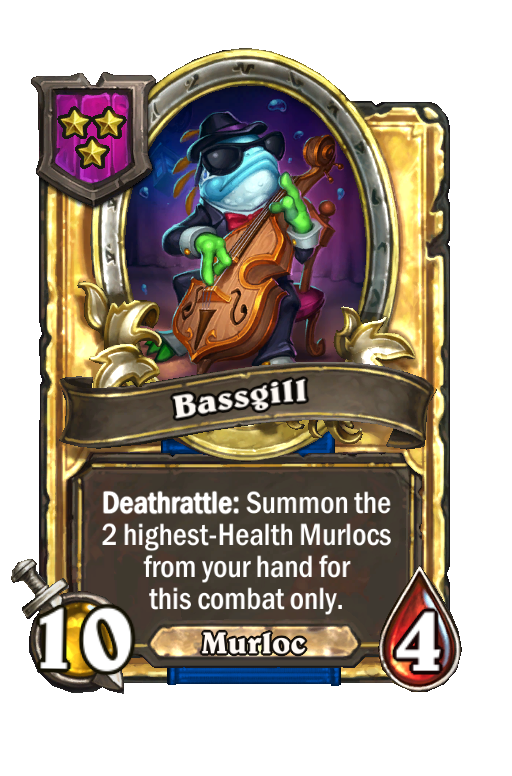 Bassgill
Deathrattle: Summon the
2 highest-Health Murlocs
from your hand for
this combat only.
10
Murloc
4